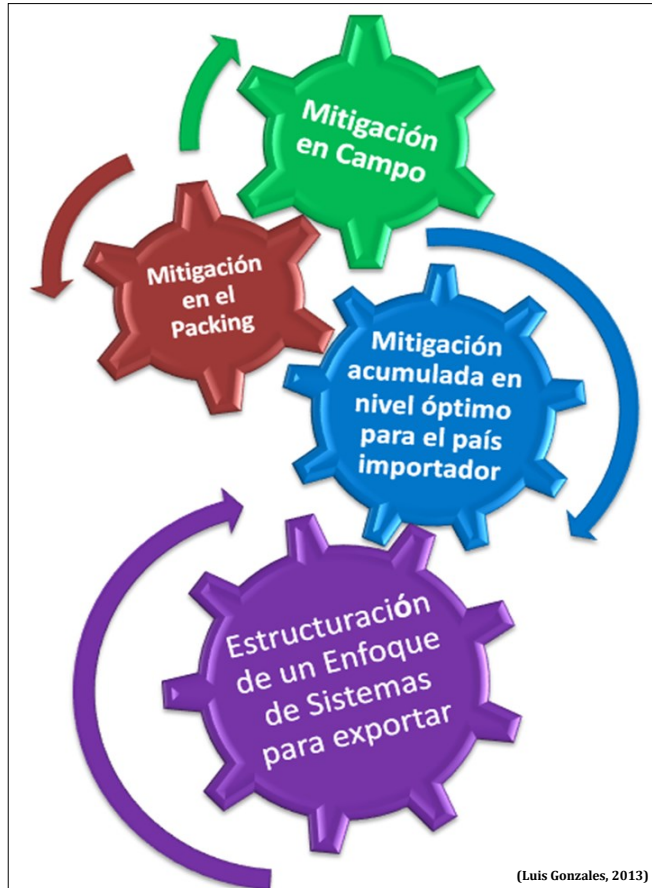 Mitigación
en Campo
Mitigación
en el
Packing
Mitigación
acumulada en
nivel óptimo
para el país
importador
Estructuración
de un Enfoque
de Sistemas
para exportar
(Luis Gonzales, 2013)